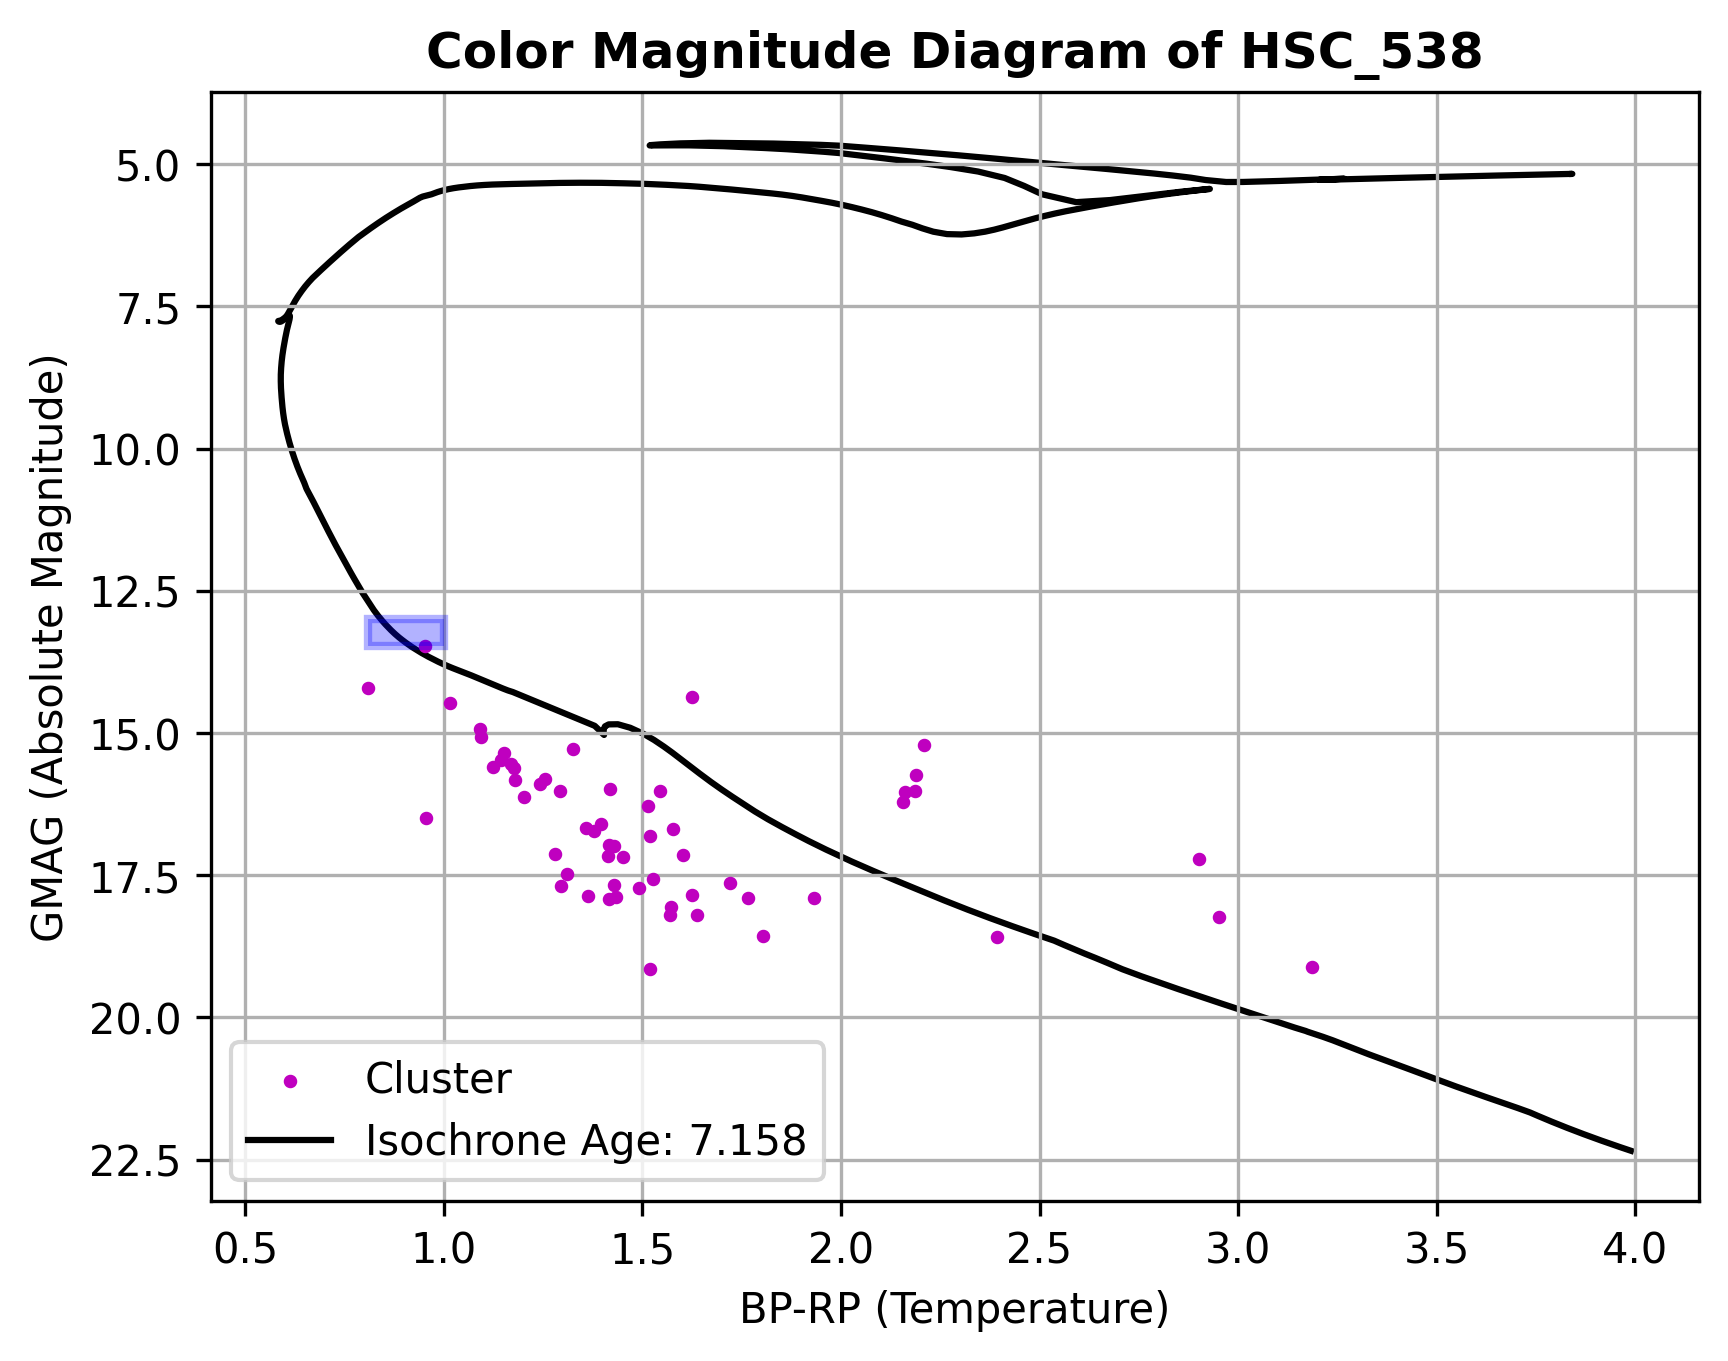 Color Magnitude Diagram of HSC_538
GMAG (Absolute Magnitude)
5.0
7.5
10.0
12.5
15.0
17.5
20.0
22.5
Cluster
Isochrone Age: 7.158
0.5 1.0 1.5 2.0 2.5 3.0 3.5 4.0
BP-RP (Temperature)